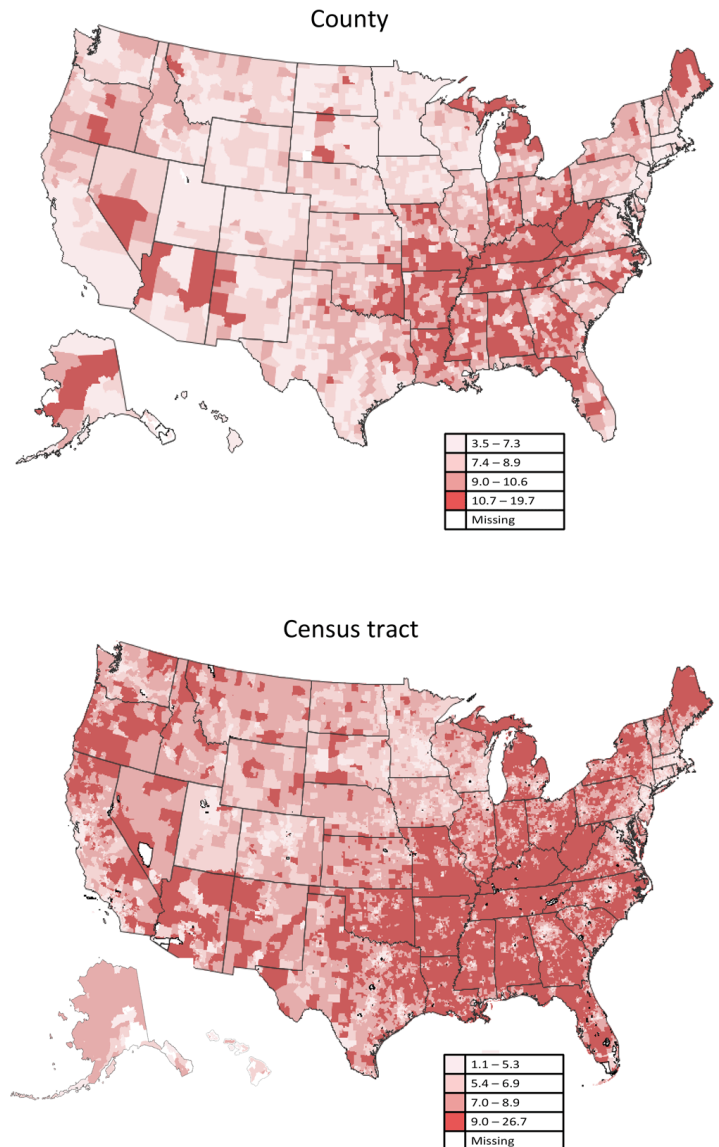 County
3.5 – 7.3
7.4 – 8.9
9.0 – 10.6
10.7 – 19.7
Missing
Census tract
1.1 – 5.3
5.4 – 6.9
7.0 – 8.9
9.0 – 26.7
Missing